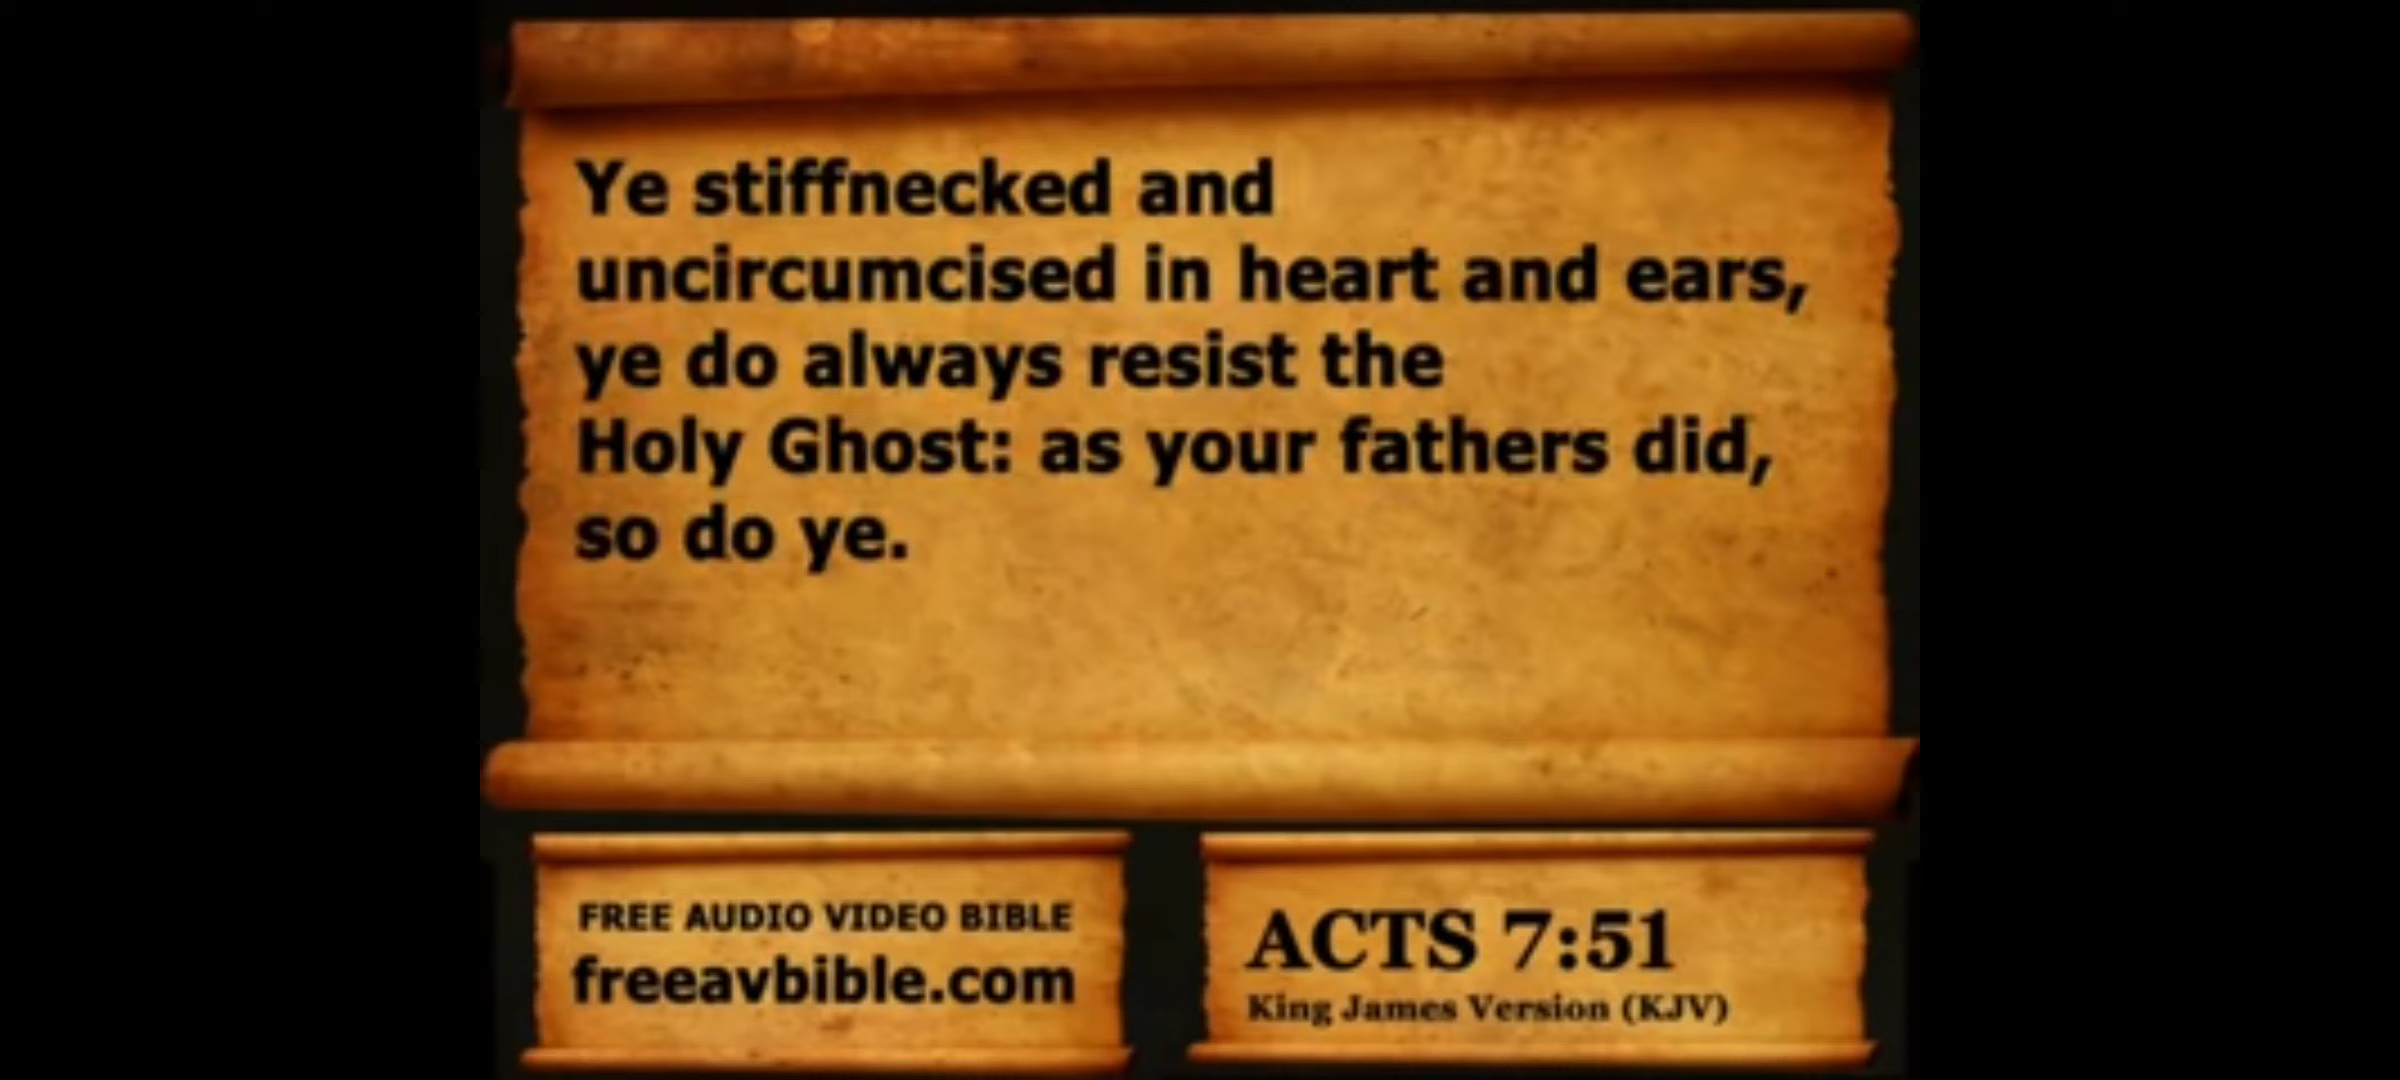 Ye stiffnecked and
uncircumcised in heart and ears,
ye do always resist the
Holy Ghost: as your fathers did,
so do ye.
FREE AUDIO VIDEO BIBLE
freeavbible.com
ACTS 7:51
King James Version (KJV)